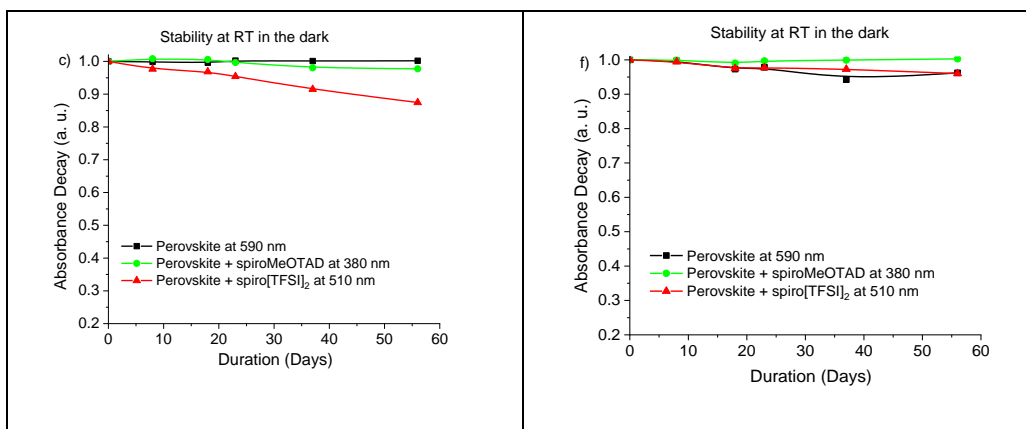 Stability at RT in the dark
c)
1.0
0.9
0.8
0.7
0.6
0.5
0.4
0.3
0.2
Absorbance Decay (a. u.)
Perovskite at 590 nm
Perovskite + spiroMeOTAD at 380 nm
Perovskite + spiro[TFSI]₂ at 510 nm
0 10 20 30 40 50 60
Duration (Days)
Stability at RT in the dark
f)
1.0
0.9
0.8
0.7
0.6
0.5
0.4
0.3
0.2
Absorbance Decay (a. u.)
Perovskite at 590 nm
Perovskite + spiroMeOTAD at 380 nm
Perovskite + spiro[TFSI]₂ at 510 nm
0 10 20 30 40 50 60
Duration (Days)